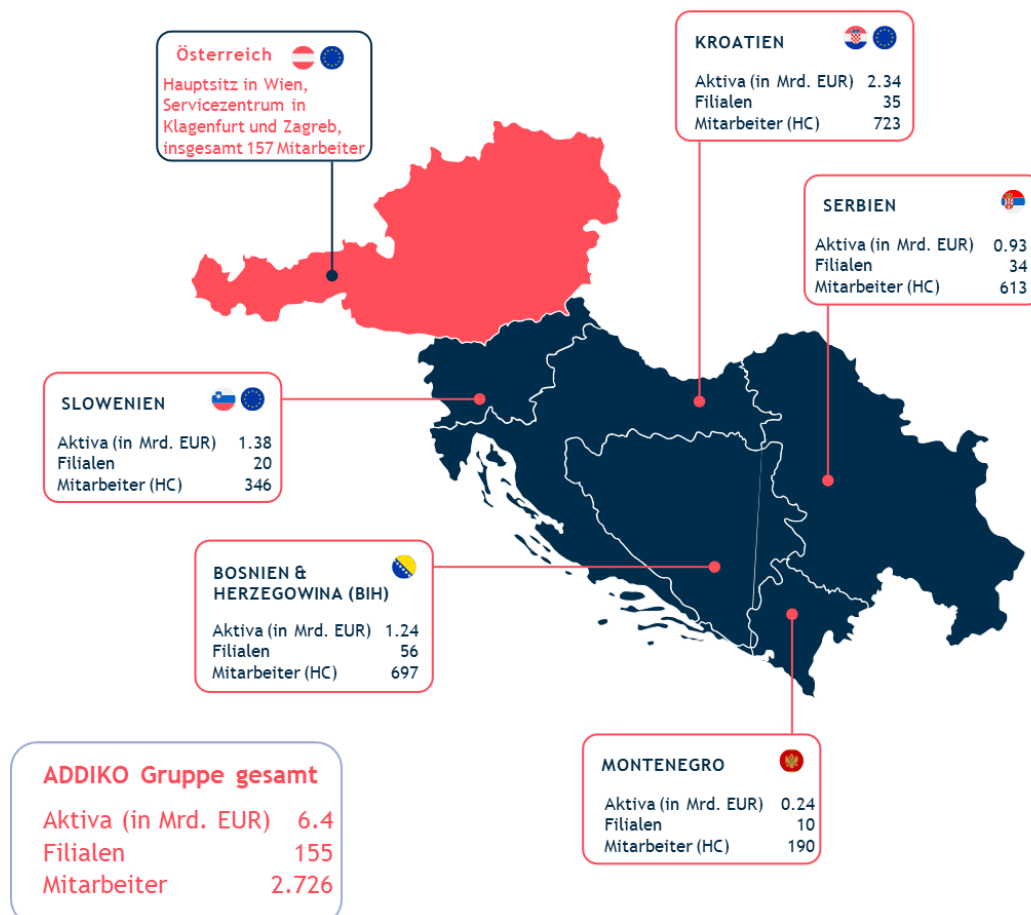 Österreich
Hauptsitz in Wien,
Servicezentrum in
Klagenfurt und Zagreb,
insgesamt 157 Mitarbeiter
KROATIEN
Aktiva (in Mrd. EUR) 2.34
Filialen 35
Mitarbeiter (HC) 723
SERBIEN
Aktiva (in Mrd. EUR) 0.93
Filialen 34
Mitarbeiter (HC) 613
SLOWENIEN
Aktiva (in Mrd. EUR) 1.38
Filialen 20
Mitarbeiter (HC) 346
BOSNIEN &
HERZEGOWINA (BIH)
Aktiva (in Mrd. EUR) 1.24
Filialen 56
Mitarbeiter (HC) 697
MONTENEGRO
Aktiva (in Mrd. EUR) 0.24
Filialen 10
Mitarbeiter (HC) 190
ADDIKO Gruppe gesamt
Aktiva (in Mrd. EUR) 6.4
Filialen 155
Mitarbeiter 2.726